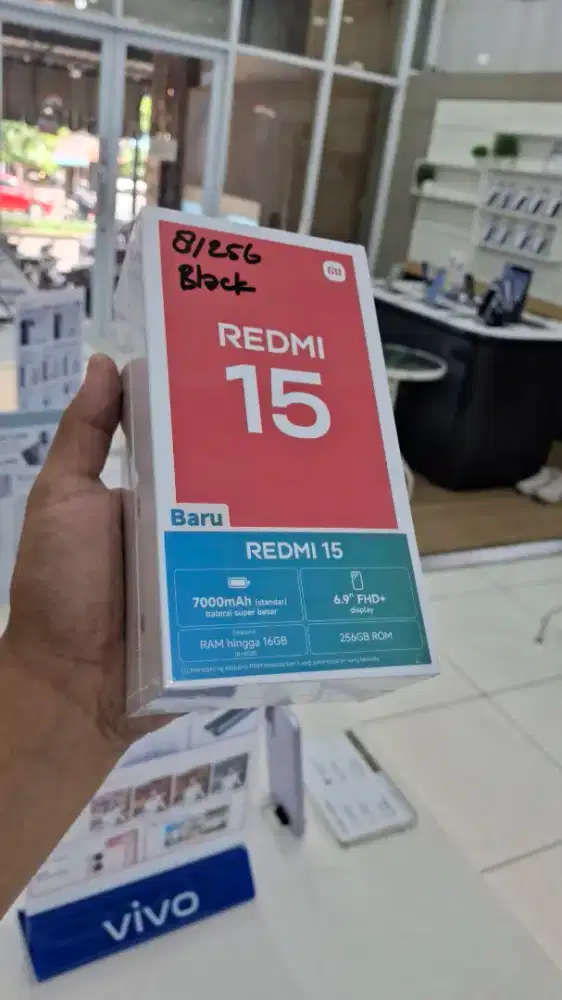 8/256
Black
REDMI
15
Baru
REDMI 15
7000mAh (standar)
baterai super besar
6.9" FHD+
display
RAM hingga 16GB
256GB ROM
vivo